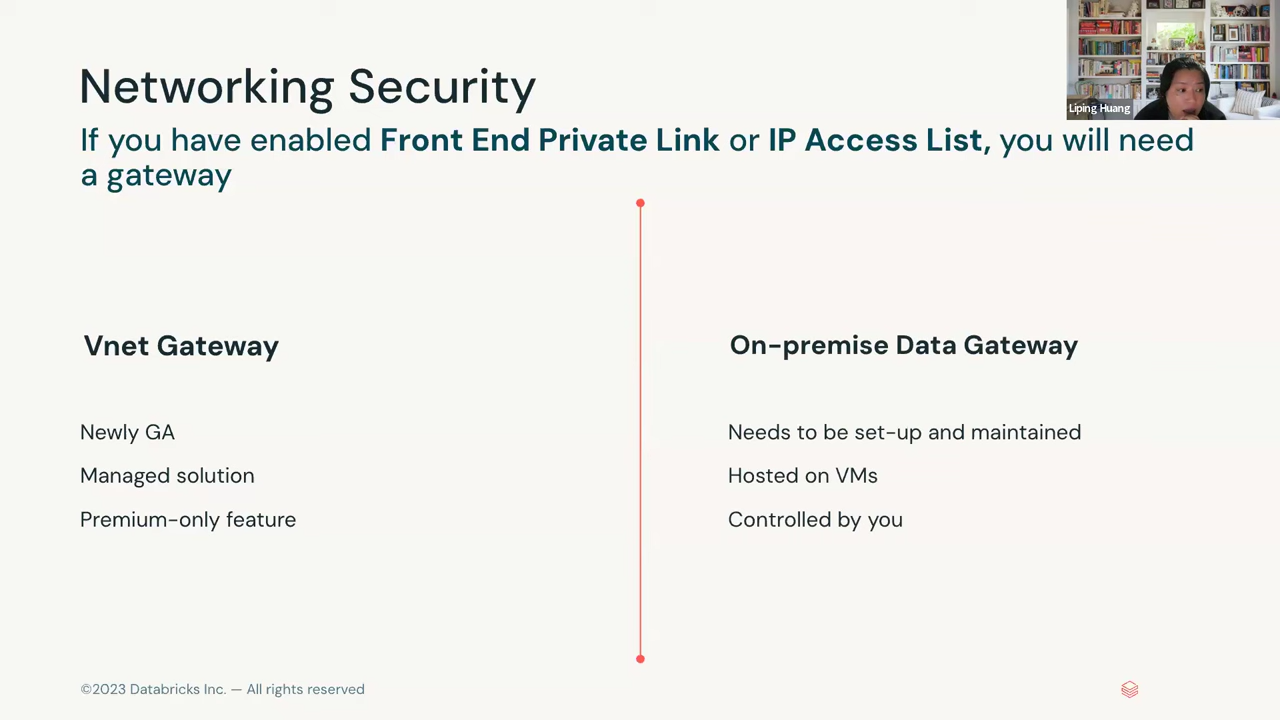 Networking Security
Liping Huang
If you have enabled Front End Private Link or IP Access List, you will need
a gateway
Vnet Gateway
Newly GA
Managed solution
Premium-only feature
On-premise Data Gateway
Needs to be set-up and maintained
Hosted on VMs
Controlled by you
©2023 Databricks Inc. — All rights reserved